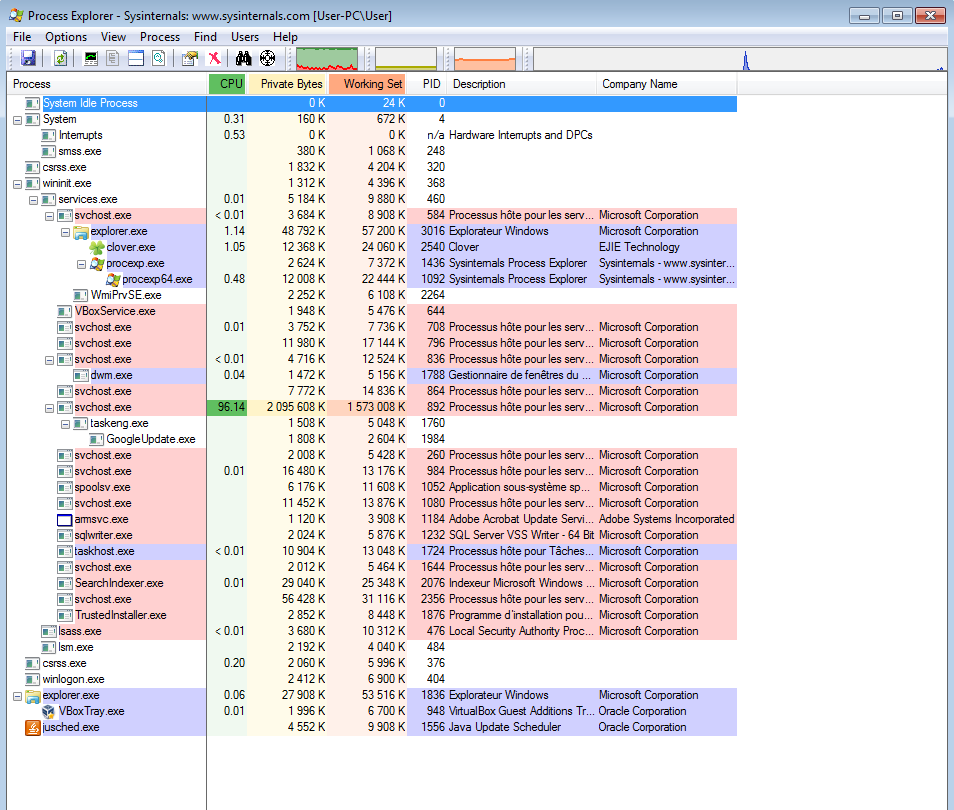 Process Explorer - Sysinternals: www.sysinternals.com [User-PC\User]
File Options View Process Find Users Help
Process CPU Private Bytes Working Set PID Description Company Name
System Idle Process 0 K 24 K 0
System 0.31 160 K 672 K 4
Interrupts 0.53 0 K 0 K n/a Hardware Interrupts and DPCs
smss.exe 380 K 1 068 K 248
csrss.exe 1 832 K 4 204 K 320
wininit.exe 1 312 K 4 396 K 368
services.exe 0.01 5 184 K 9 880 K 460
svchost.exe < 0.01 3 684 K 8 908 K 584 Processus hôte pour les serv... Microsoft Corporation
explorer.exe 1.14 48 792 K 57 200 K 3016 Explorateur Windows Microsoft Corporation
clover.exe 1.05 12 368 K 24 060 K 2540 Clover EJIE Technology
procexp.exe 2 624 K 7 372 K 1436 Sysinternals Process Explorer Sysinternals - www.sysinter...
procexp64.exe 0.48 12 008 K 22 444 K 1092 Sysinternals Process Explorer Sysinternals - www.sysinter...
WmiPrvSE.exe 2 252 K 6 108 K 2264
VBoxService.exe 1 948 K 5 476 K 644
svchost.exe 0.01 3 752 K 7 736 K 708 Processus hôte pour les serv... Microsoft Corporation
svchost.exe 11 980 K 17 144 K 796 Processus hôte pour les serv... Microsoft Corporation
svchost.exe < 0.01 4 716 K 12 524 K 836 Processus hôte pour les serv... Microsoft Corporation
dwm.exe 0.04 1 472 K 5 156 K 1788 Gestionnaire de fenêtres du ... Microsoft Corporation
svchost.exe 7 772 K 14 836 K 864 Processus hôte pour les serv... Microsoft Corporation
svchost.exe 96.14 2 095 608 K 1 573 008 K 892 Processus hôte pour les serv... Microsoft Corporation
taskeng.exe 1 508 K 5 048 K 1760
GoogleUpdate.exe 1 808 K 2 604 K 1984
svchost.exe 2 008 K 5 428 K 260 Processus hôte pour les serv... Microsoft Corporation
svchost.exe 0.01 16 480 K 13 176 K 984 Processus hôte pour les serv... Microsoft Corporation
spoolsv.exe 6 176 K 11 608 K 1052 Application sous-système sp... Microsoft Corporation
svchost.exe 11 452 K 13 876 K 1080 Processus hôte pour les serv... Microsoft Corporation
armsvc.exe 1 120 K 3 908 K 1184 Adobe Acrobat Update Servi... Adobe Systems Incorporated
sqlwriter.exe 2 024 K 5 876 K 1232 SQL Server VSS Writer - 64 Bit Microsoft Corporation
taskhost.exe < 0.01 10 904 K 13 048 K 1724 Processus hôte pour Tâches... Microsoft Corporation
svchost.exe 2 012 K 5 464 K 1644 Processus hôte pour les serv... Microsoft Corporation
SearchIndexer.exe 0.01 29 040 K 25 348 K 2076 Indexeur Microsoft Windows ... Microsoft Corporation
svchost.exe 56 428 K 31 116 K 2356 Processus hôte pour les serv... Microsoft Corporation
TrustedInstaller.exe 2 852 K 8 448 K 1876 Programme d'installation pou... Microsoft Corporation
lsass.exe < 0.01 3 680 K 10 312 K 476 Local Security Authority Proc... Microsoft Corporation
lsm.exe 2 192 K 4 040 K 484
csrss.exe 0.20 2 060 K 5 996 K 376
winlogon.exe 2 412 K 6 900 K 404
explorer.exe 0.06 27 908 K 53 516 K 1836 Explorateur Windows Microsoft Corporation
VBoxTray.exe 0.01 1 996 K 6 700 K 948 VirtualBox Guest Additions Tr... Oracle Corporation
jusched.exe 4 552 K 9 908 K 1556 Java Update Scheduler Oracle Corporation